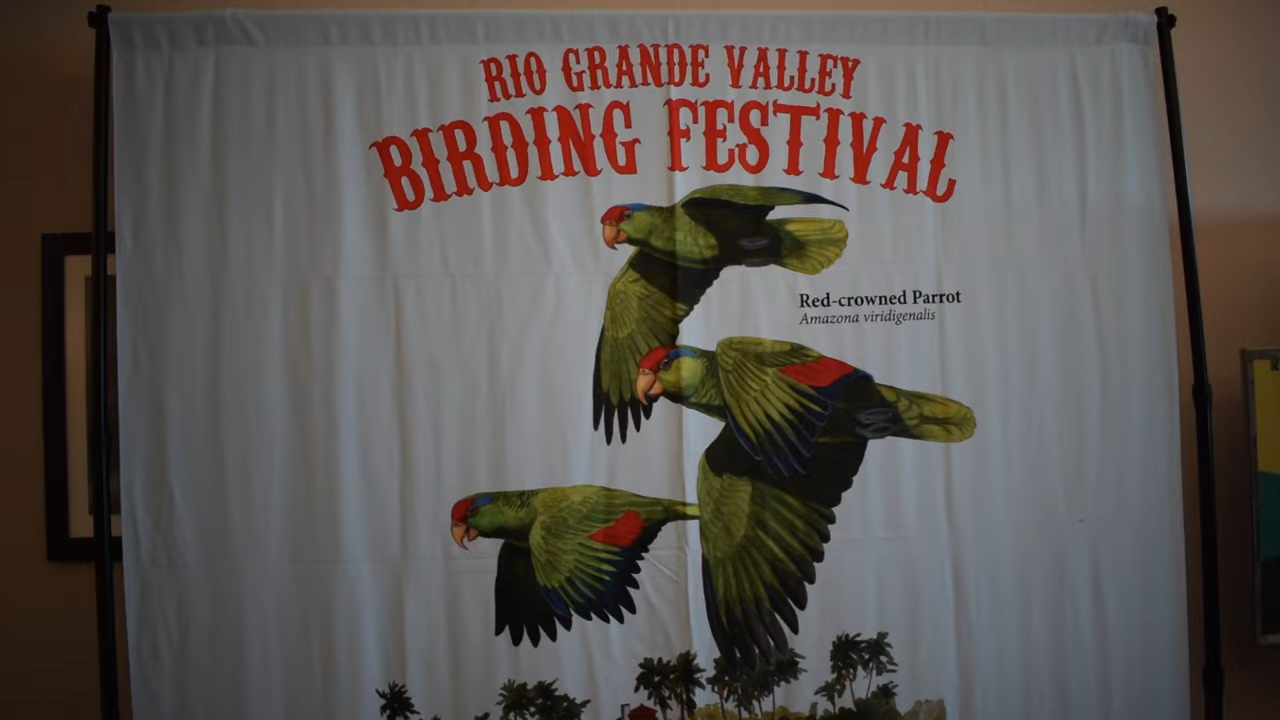 RIO GRANDE VALLEY
BIRDING FESTIVAL
Red-crowned Parrot
Amazona viridigenalis